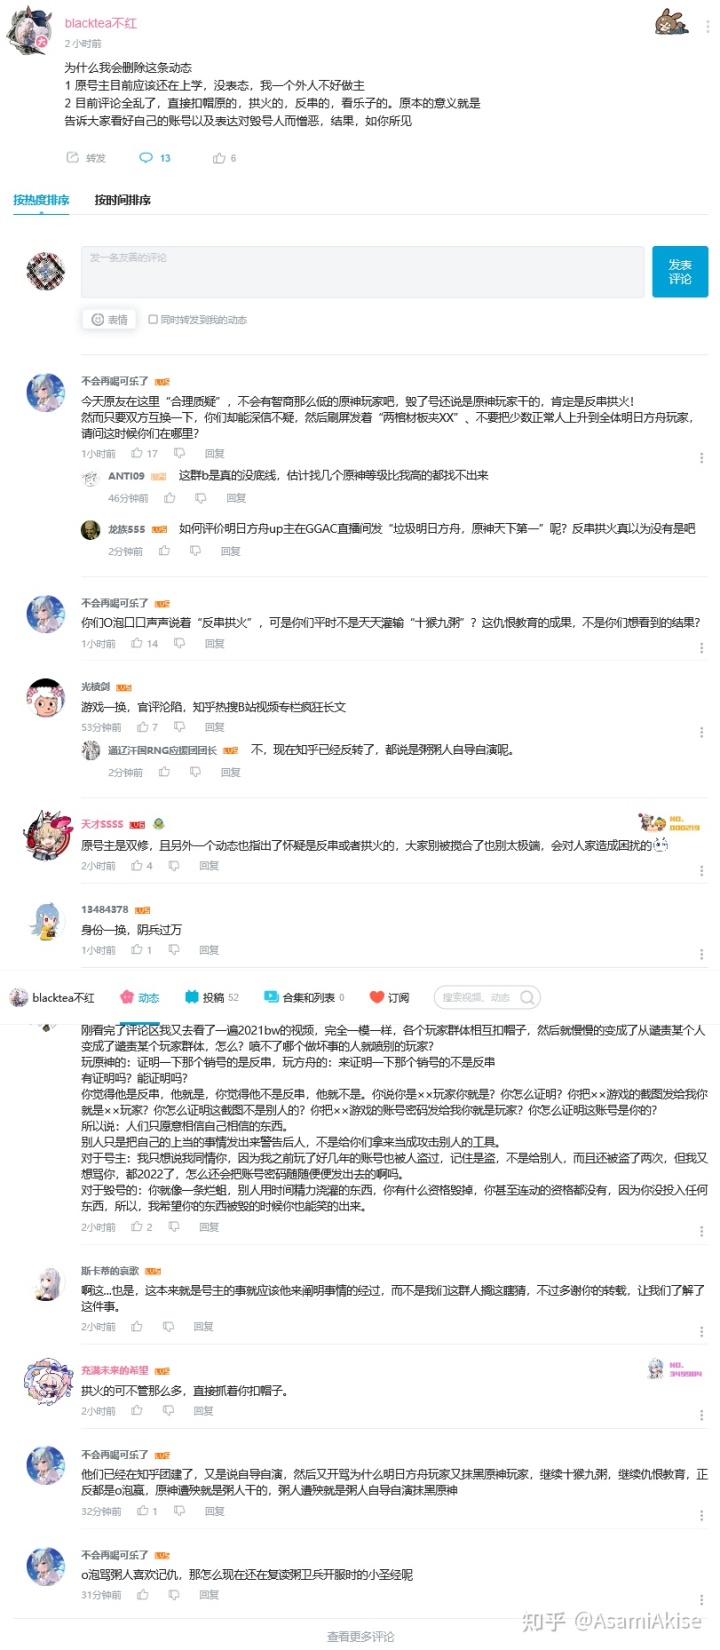 blacktea不红
2 小时前
为什么我会删除这条动态
1 原号主目前应该还在上学，没表态，我一个外人不好做主
2 目前评论全乱了，直接扣帽原的，拱火的，反串的，看乐子的。原本的意义就是
告诉大家看好自己的账号以及表达对毁号人而憎恶，结果，如你所见
转发 13 6
按热度排序 按时间排序
发一条友善的评论
发表
评论
表情 同时转发到我的动态
不会再喝可乐了 LV5
今天原友在这里“合理质疑”，不会有智商那么低的原神玩家吧，毁了号还说是原神玩家干的，肯定是反串拱火！
然而只要双方互换一下，你们却能深信不疑，然后刷屏发着“两棺材板夹XX”、不要把少数正常人上升到全体明日方舟玩家，
请问这时候你们在哪里？
1小时前 17 回复
ANTI09 这群b是真的没底线，估计找几个原神等级比我高的都找不出来
46分钟前 回复
龙族555 LV5 如何评价明日方舟up主在GGAC直播间发“垃圾明日方舟，原神天下第一”呢？反串拱火真以为没有是吧
2分钟前 回复
不会再喝可乐了 LV5
你们O泡口口声声说着“反串拱火”，可是你们平时不是天天灌输“十猴九粥”？这仇恨教育的成果，不是你们想看到的结果？
1小时前 14 回复
光棱剑 LV5
游戏一换，官评沦陷，知乎热搜B站视频专栏疯狂长文
53分钟前 7 回复
逼辽汗国RNG应援团团长 LV5 不，现在知乎已经反转了，都说是粥粥人自导自演呢。
2分钟前 回复
天才SSSS LV6
NO.
000219
原号主是双修，且另外一个动态也指出了怀疑是反串或者拱火的，大家别被搅合了也别太极端，会对人家造成困扰的
2小时前 4 回复
13484378 LV5
身份一换，阴兵过万
1小时前 1 回复
blacktea不红 动态 投稿 52 合集和列表 0 订阅 搜索视频、动态
刚看完了评论区我又去看了一遍2021bw的视频，完全一模一样，各个玩家群体相互扣帽子，然后就慢慢的变成了从谴责某个人
变成了谴责某个玩家群体，怎么？喷不了哪个做坏事的人就喷别的玩家？
玩原神的：证明一下那个销号的是反串，玩方舟的：来证明一下那个销号的不是反串
有证明吗？能证明吗？
你觉得他是反串，他就是，你觉得他不是反串，他就不是。你说你是××玩家你就是？你怎么证明？你把××游戏的截图发给我你
就是××玩家？你怎么证明这截图不是别人的？你把××游戏的账号密码发给我你就是玩家？你怎么证明这账号是你的？
所以说：人们只愿意相信自己相信的东西。
别人只是把自己的上当的事情发出来警告后人，不是给你们拿来当成攻击别人的工具。
对于号主：我只想说我同情你，因为我之前玩了好几年的账号也被人盗过，记住是盗，不是给别人，而且还被盗了两次，但我又
想骂你，都2022了，怎么还会把账号密码随随便便发出去的啊吗。
对于毁号的：你就像一条烂蛆，别人用时间精力浇灌的东西，你有什么资格毁掉，你甚至连动的资格都没有，因为你没投入任何
东西，所以，我希望你的东西被毁的时候你也能笑的出来。
2小时前 2 回复
斯卡蒂的哀歌 LV5
啊这...也是，这本来就是号主的事就应该他来阐明事情的经过，而不是我们这群人搁这瞎猜，不过多谢你的转载，让我们了解了
这件事。
2小时前 回复
充满未来的希望 LV5
NO.
345984
拱火的可不管那么多，直接抓着你扣帽子。
2小时前 回复
不会再喝可乐了 LV5
他们已经在知乎团建了，又是说自导自演，然后又开骂为什么明日方舟玩家又抹黑原神玩家，继续十猴九粥，继续仇恨教育，正
反都是o泡赢，原神遭殃就是粥人干的，粥人遭殃就是粥人自导自演抹黑原神
32分钟前 1 回复
不会再喝可乐了 LV5
o泡骂粥人喜欢记仇，那怎么现在还在复读粥卫兵开服时的小圣经呢
31分钟前 回复
知乎 @AsamiAkise
查看更多评论